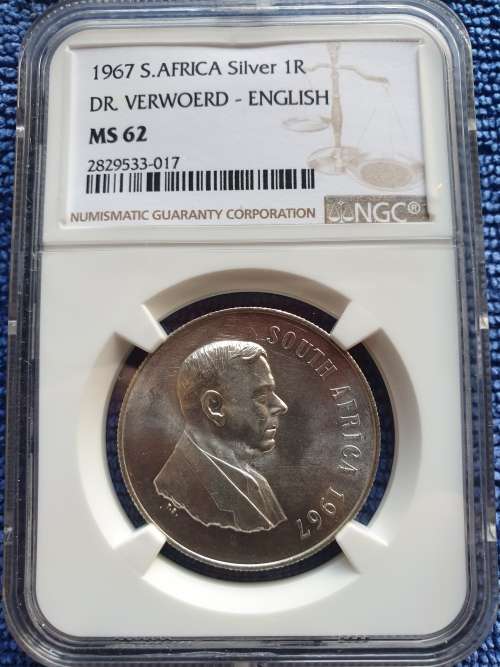 1967 S.AFRICA Silver 1R
DR. VERWOERD - ENGLISH
MS 62
2829533-017
NUMISMATIC GUARANTY CORPORATION
NGC®
SOUTH AFRICA 1967